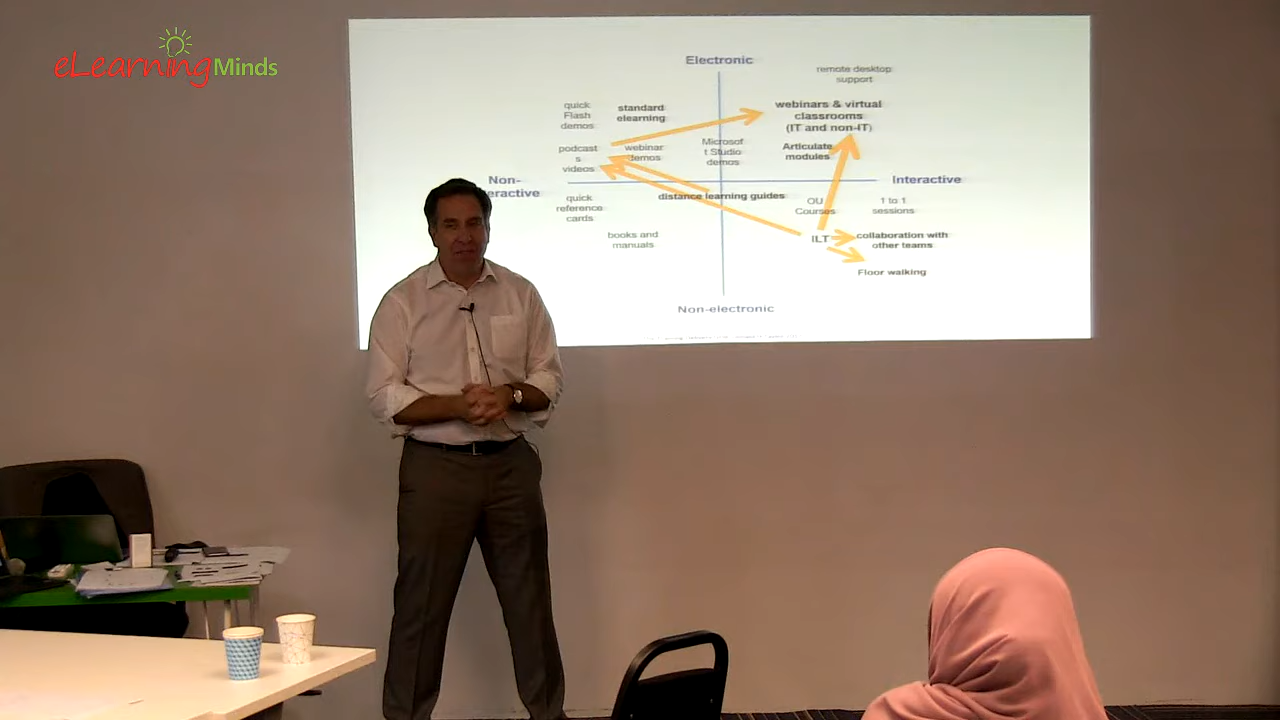 eLearningMinds
Electronic
remote desktop
support
quick
Flash
demos
standard
elearning
webinars & virtual
classrooms
(IT and non-IT)
podcast
s
videos
webinar
demos
Microsof
t Studio
demos
Articulate
modules
Non-
eractive
Interactive
quick
reference
cards
distance learning guides
OU
Courses
1 to 1
sessions
books and
manuals
ILT
collaboration with
other teams
Floor walking
Non-electronic